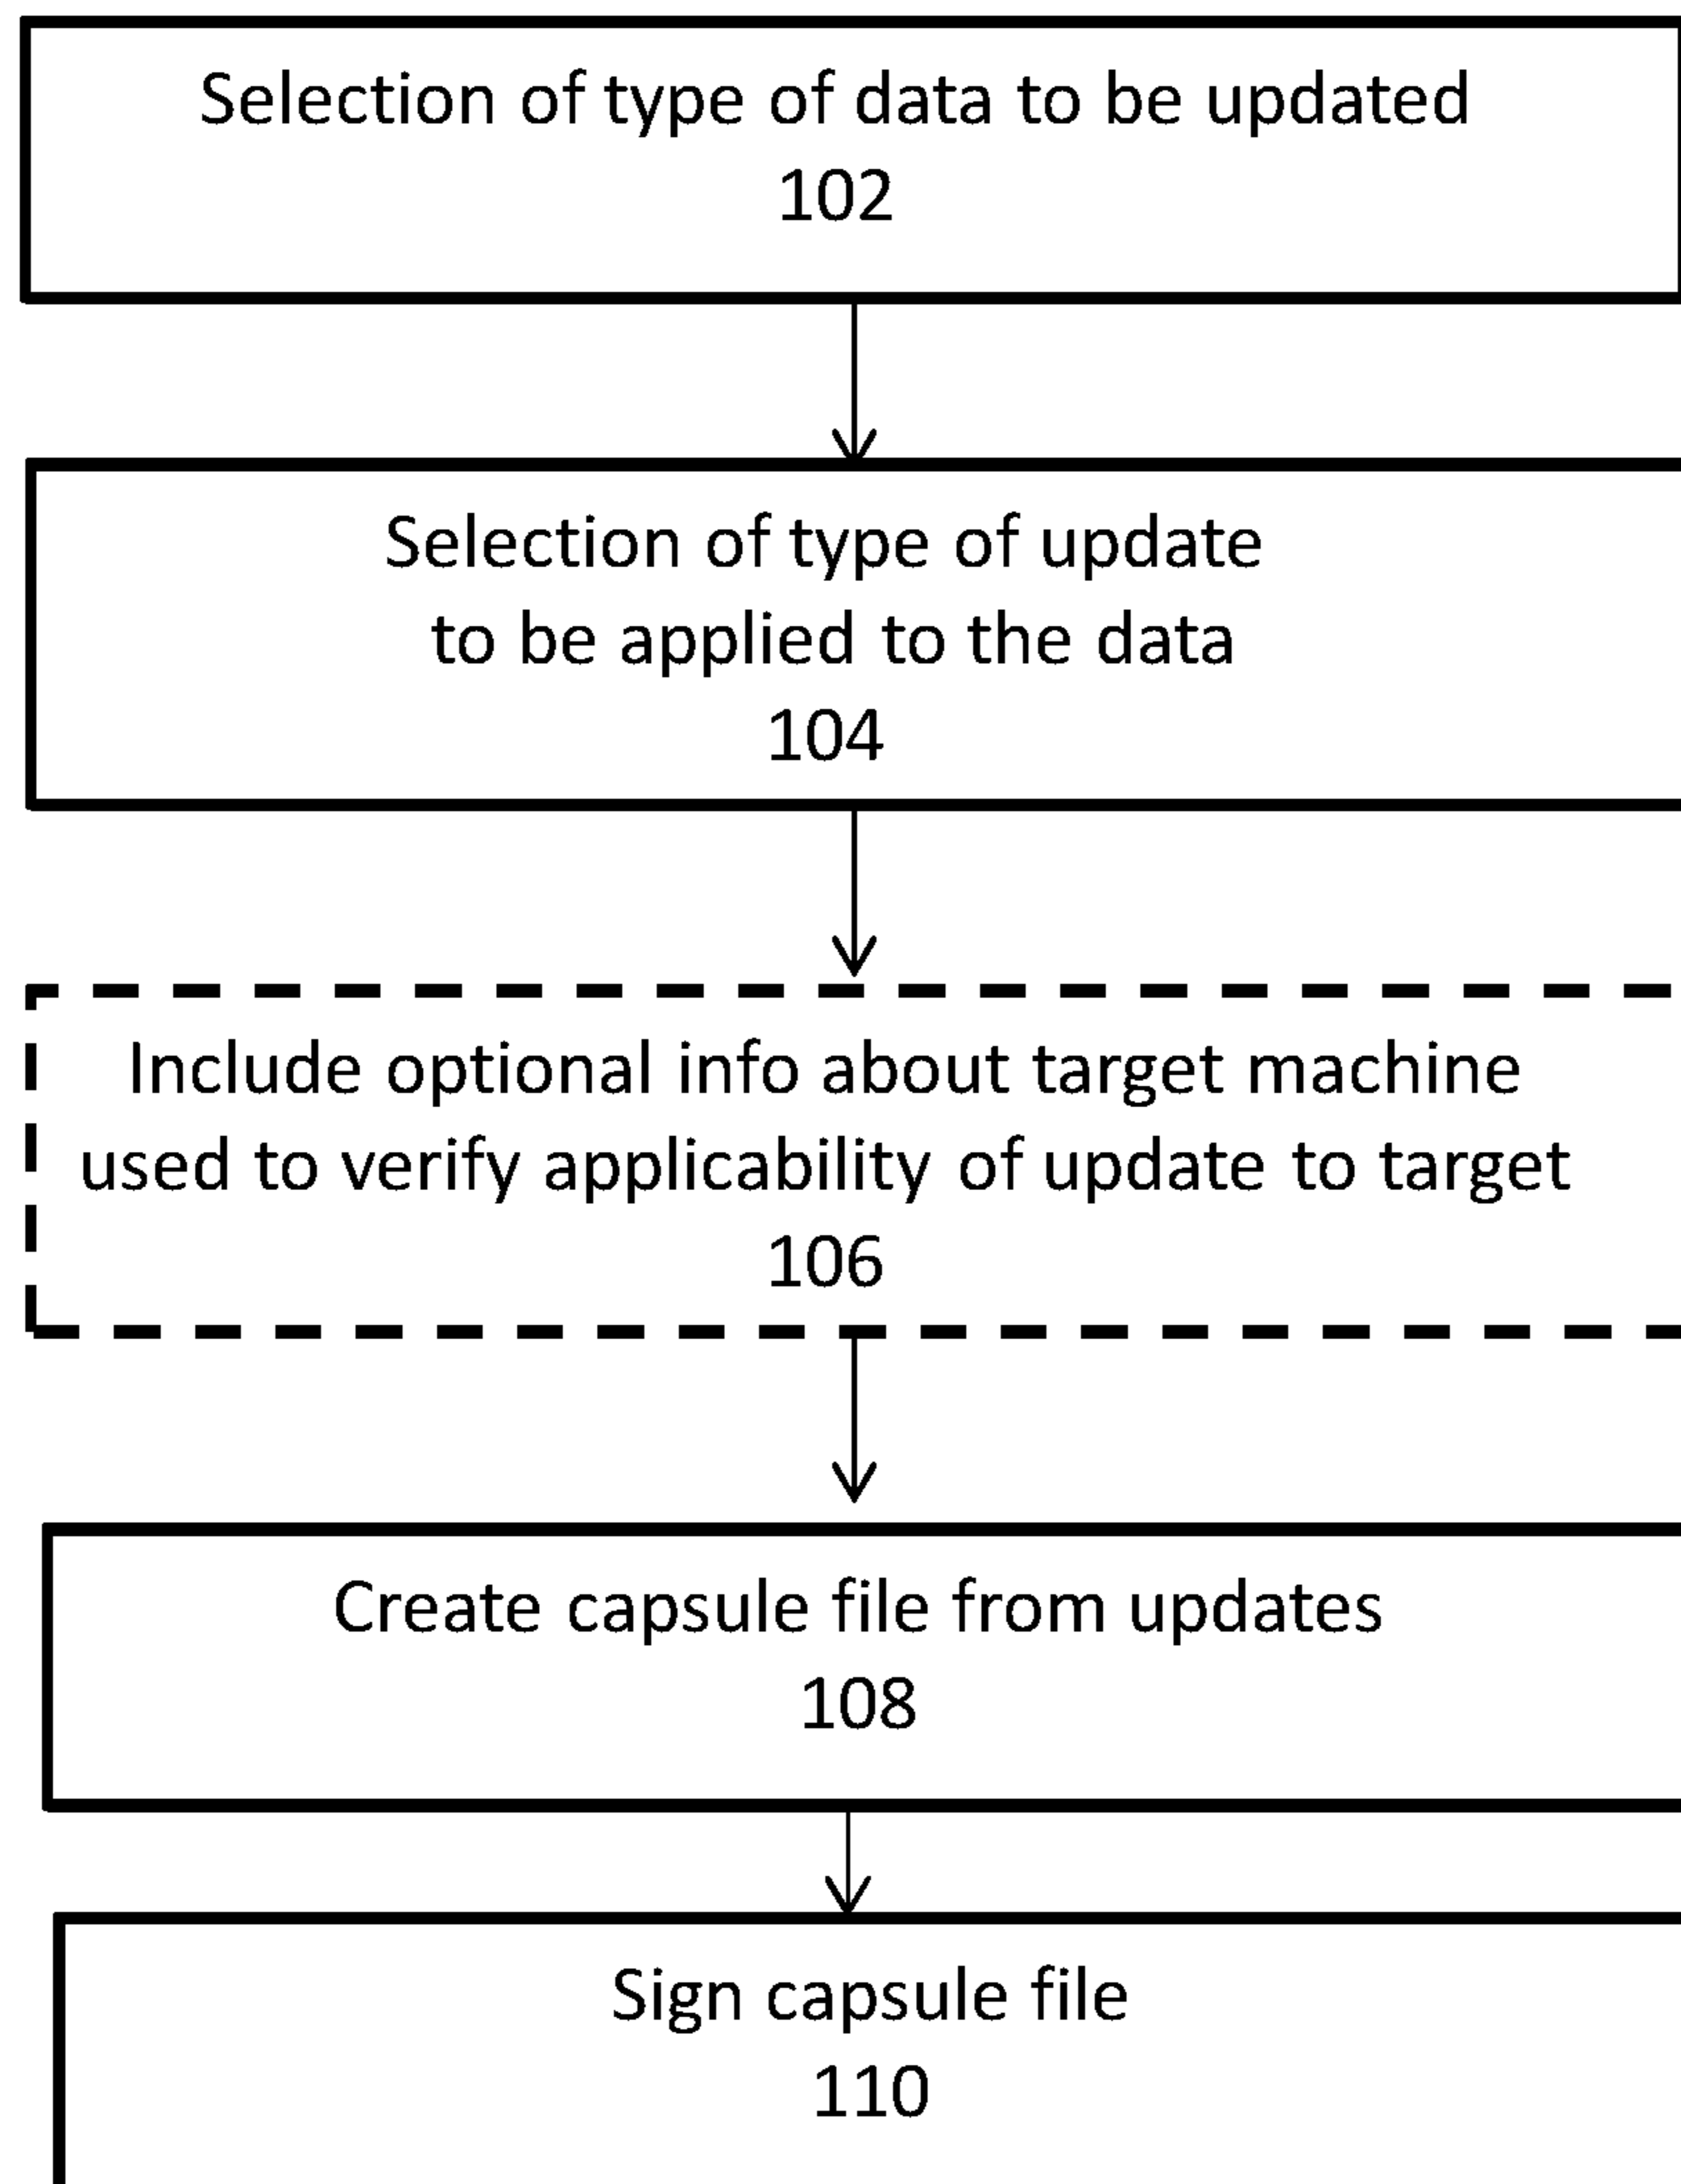 Selection of type of data to be updated
102
Selection of type of update
to be applied to the data
104
Include optional info about target machine
used to verify applicability of update to target
106
Create capsule file from updates
108
Sign capsule file
110